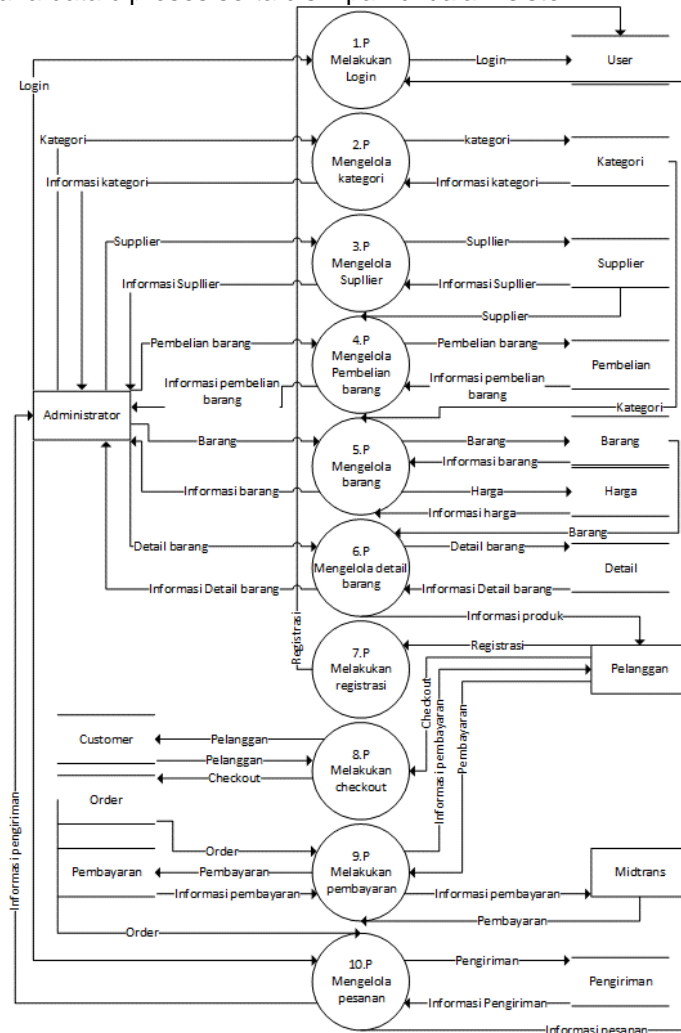 1.P
Melakukan
Login
Login
User
Login
2.P
Mengelola
kategori
Kategori
kategori
Kategori
Informasi kategori
Informasi kategori
3.P
Mengelola
Supllier
Supplier
Supllier
Supplier
Informasi Supllier
Informasi Supllier
Supplier
4.P
Mengelola
Pembelian
barang
Pembelian barang
Pembelian barang
Pembelian
Informasi pembelian
barang
Informasi pembelian
barang
Kategori
Administrator
5.P
Mengelola
barang
Barang
Barang
Barang
Informasi barang
Informasi barang
Harga
Harga
Informasi harga
Barang
6.P
Mengelola detail
barang
Detail barang
Detail barang
Detail
Informasi Detail barang
Informasi Detail barang
Informasi produk
Registrasi
7.P
Melakukan
registrasi
Registrasi
Pelanggan
Checkout
Informasi pembayaran
Pembayaran
8.P
Melakukan
checkout
Customer
Pelanggan
Pelanggan
Checkout
Order
Informasi pengiriman
9.P
Melakukan
pembayaran
Order
Pembayaran
Pembayaran
Informasi pembayaran
Informasi pembayaran
Midtrans
Pembayaran
Order
10.P
Mengelola
pesanan
Pengiriman
Pengiriman
Informasi Pengiriman
Informasi pesanan